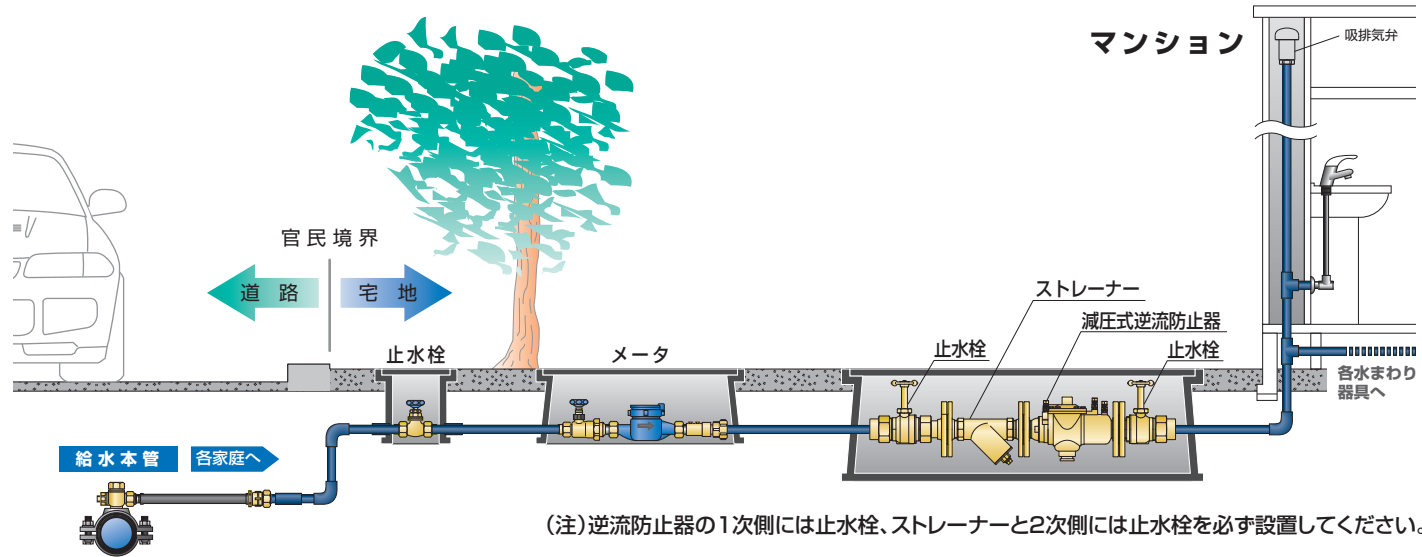 マンション
吸排気弁
官民境界
道路
宅地
ストレーナー
減圧式逆流防止器
止水栓
メータ
止水栓
止水栓
各水まわり
器具へ
給水本管
各家庭へ
(注)逆流防止器の1次側には止水栓、ストレーナーと2次側には止水栓を必ず設置してください。